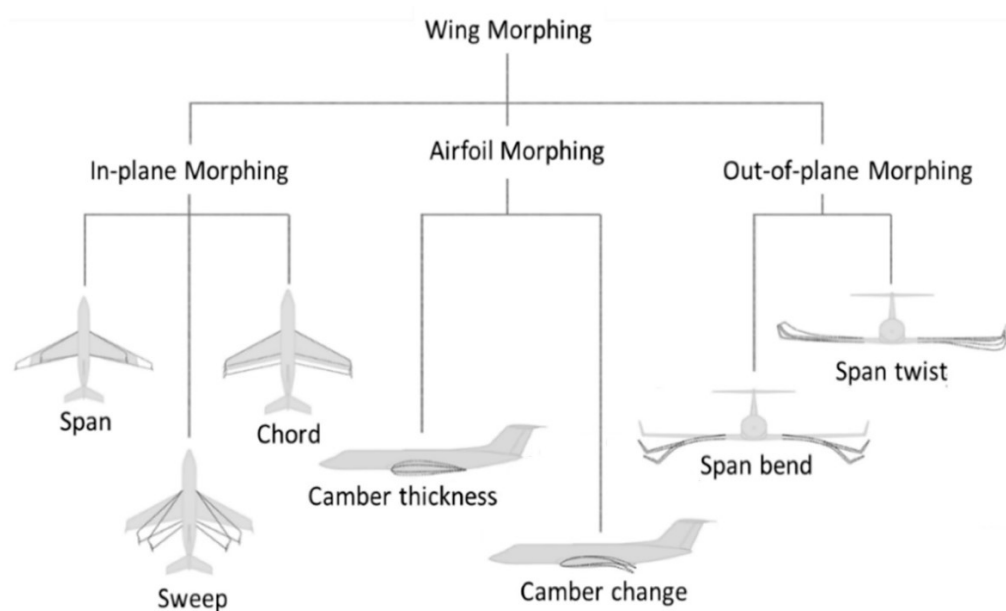 Wing Morphing
In-plane Morphing
Airfoil Morphing
Out-of-plane Morphing
Span
Sweep
Chord
Camber thickness
Camber change
Span bend
Span twist